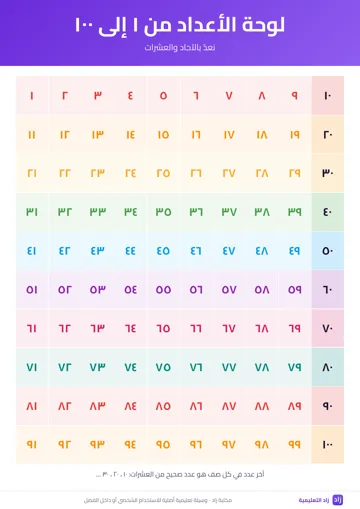 لوحة الأعداد من ١ إلى ١٠٠
نعدّ بالآحاد والعشرات
١ ٢ ٣ ٤ ٥ ٦ ٧ ٨ ٩ ١٠
١١ ١٢ ١٣ ١٤ ١٥ ١٦ ١٧ ١٨ ١٩ ٢٠
٢١ ٢٢ ٢٣ ٢٤ ٢٥ ٢٦ ٢٧ ٢٨ ٢٩ ٣٠
٣١ ٣٢ ٣٣ ٣٤ ٣٥ ٣٦ ٣٧ ٣٨ ٣٩ ٤٠
٤١ ٤٢ ٤٣ ٤٤ ٤٥ ٤٦ ٤٧ ٤٨ ٤٩ ٥٠
٥١ ٥٢ ٥٣ ٥٤ ٥٥ ٥٦ ٥٧ ٥٨ ٥٩ ٦٠
٦١ ٦٢ ٦٣ ٦٤ ٦٥ ٦٦ ٦٧ ٦٨ ٦٩ ٧٠
٧١ ٧٢ ٧٣ ٧٤ ٧٥ ٧٦ ٧٧ ٧٨ ٧٩ ٨٠
٨١ ٨٢ ٨٣ ٨٤ ٨٥ ٨٦ ٨٧ ٨٨ ٨٩ ٩٠
٩١ ٩٢ ٩٣ ٩٤ ٩٥ ٩٦ ٩٧ ٩٨ ٩٩ ١٠٠
آخر عدد في كل صف هو عدد صحيح من العشرات: ١٠، ٢٠، ٣٠ ...
زاد زاد التعليمية
مكتبة زاد - وسيلة تعليمية أصلية للاستخدام الشخصي أو داخل الفصل